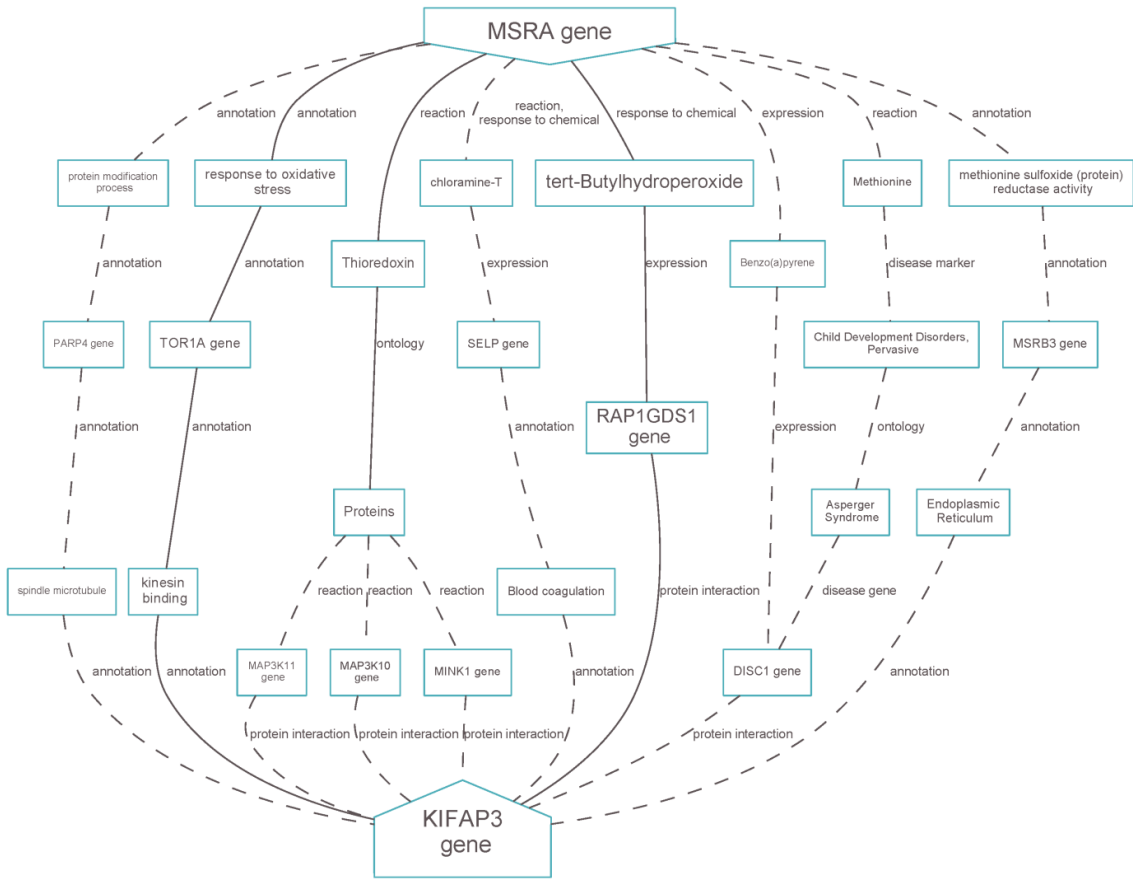 MSRA gene
annotation
annotation
reaction
reaction,
response to chemical
response to chemical
expression
reaction
annotation
protein modification
process
response to oxidative
stress
chloramine-T
tert-Butylhydroperoxide
Methionine
methionine sulfoxide (protein)
reductase activity
annotation
annotation
Thioredoxin
expression
expression
Benzo(a)pyrene
disease marker
annotation
PARP4 gene
TOR1A gene
ontology
SELP gene
Child Development Disorders,
Pervasive
MSRB3 gene
annotation
annotation
annotation
RAP1GDS1
gene
expression
ontology
annotation
Proteins
Asperger
Syndrome
Endoplasmic
Reticulum
spindle microtubule
kinesin
binding
reaction
reaction
reaction
Blood coagulation
protein interaction
disease gene
annotation
annotation
MAP3K11
gene
MAP3K10
gene
MINK1 gene
annotation
DISC1 gene
annotation
protein interaction
protein interaction
protein interaction
protein interaction
KIFAP3
gene